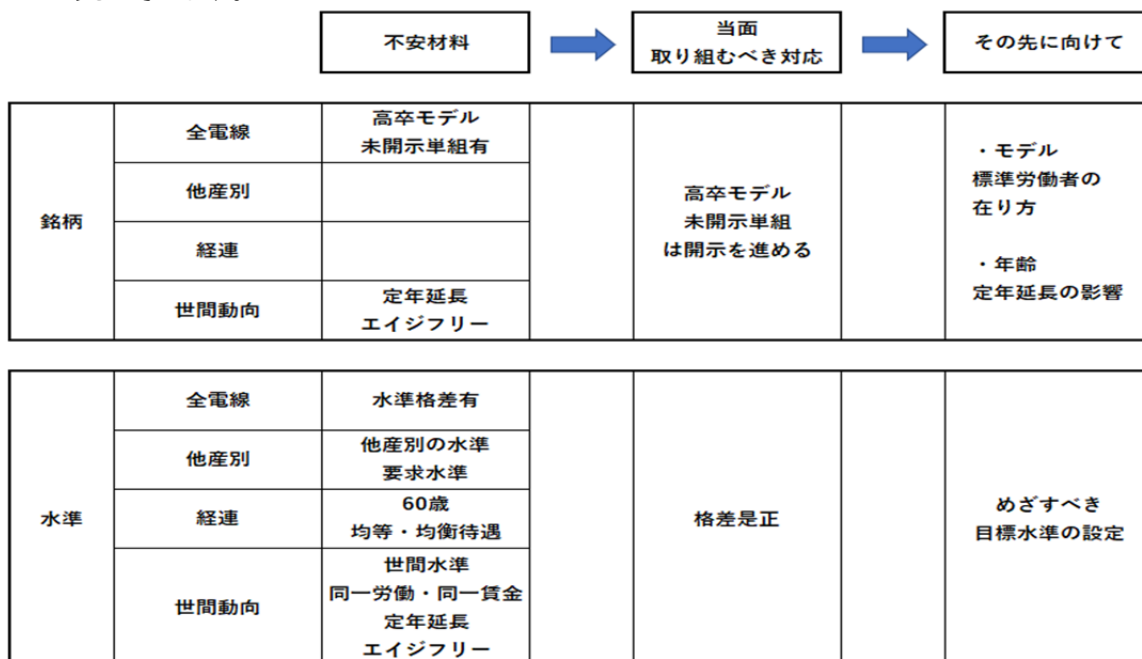 不安材料
当面
取り組むべき対応
その先に向けて
銘柄
全電線
高卒モデル
未開示単組有
他産別
経連
世間動向
定年延長
エイジフリー
高卒モデル
未開示単組
は開示を進める
・モデル
標準労働者の
在り方
・年齢
定年延長の影響
水準
全電線
水準格差有
他産別
他産別の水準
要求水準
経連
60歳
均等・均衡待遇
世間動向
世間水準
同一労働・同一賃金
定年延長
エイジフリー
格差是正
めざすべき
目標水準の設定